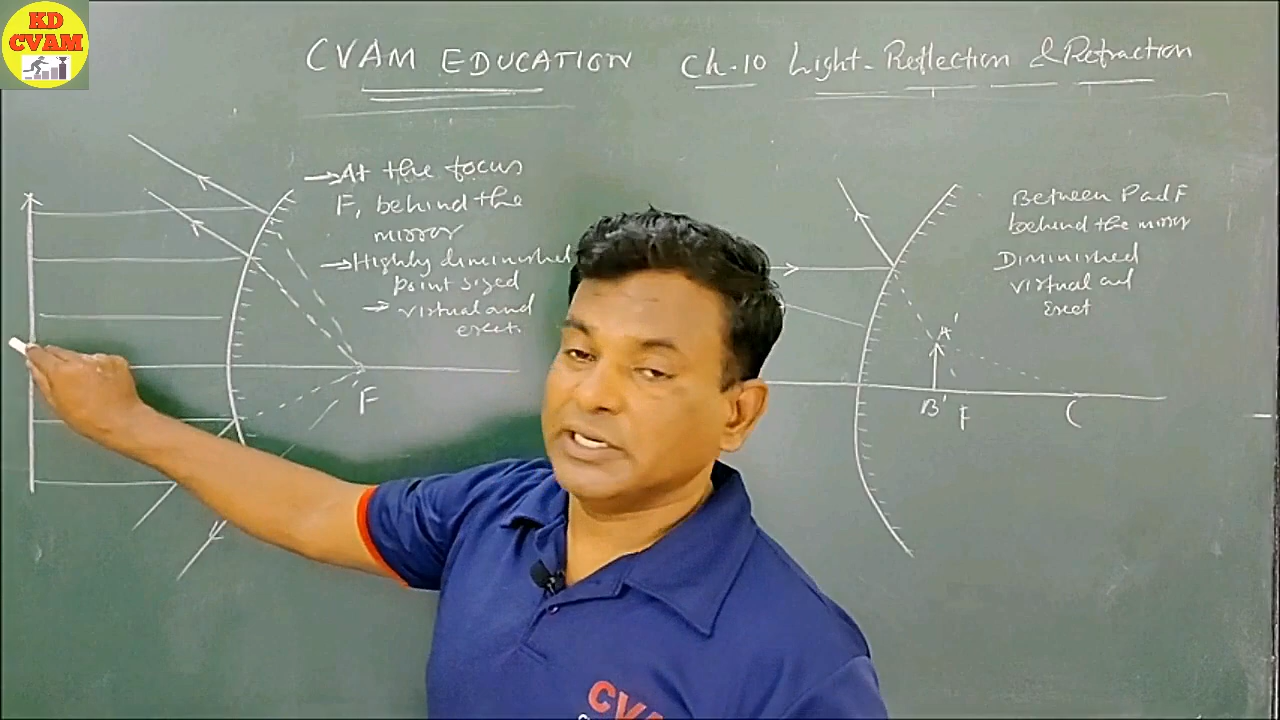 KD
CVAM
CVAM EDUCATION Ch-10 Light-Reflection & Refraction
At the focus
F, behind the
mirror
Highly diminished
point sized
virtual and
erect.
F
Between P and F
behind the mirror
Diminished
virtual and
Erect
A'
B'
F
C
CVA